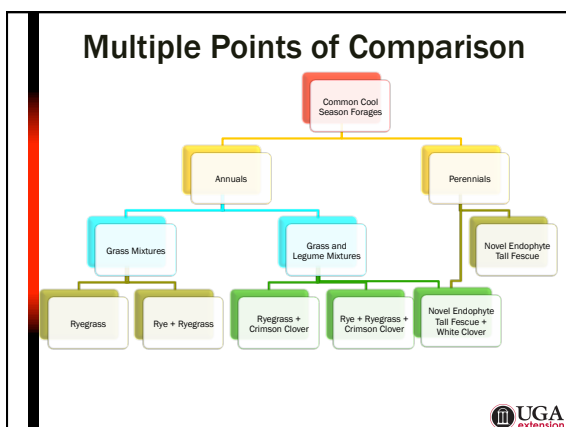 Multiple Points of Comparison
Common Cool
Season Forages
Annuals
Perennials
Grass Mixtures
Grass and
Legume Mixtures
Novel Endophyte
Tall Fescue
Ryegrass
Rye + Ryegrass
Ryegrass +
Crimson Clover
Rye + Ryegrass +
Crimson Clover
Novel Endophyte
Tall Fescue +
White Clover
UGA
extension